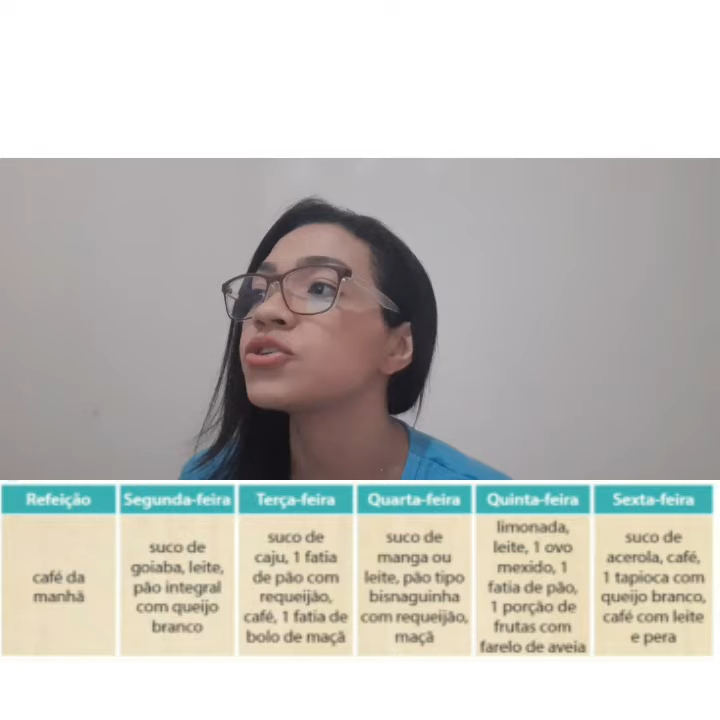 Refeição Segunda-feira Terça-feira Quarta-feira Quinta-feira Sexta-feira
café da
manhã
suco de
goiaba, leite,
pão integral
com queijo
branco
suco de
caju, 1 fatia
de pão com
requeijão,
café, 1 fatia de
bolo de maçã
suco de
manga ou
leite, pão tipo
bisnaguinha
com requeijão,
maçã
limonada,
leite, 1 ovo
mexido, 1
fatia de pão,
1 porção de
frutas com
farelo de aveia
suco de
acerola, café,
1 tapioca com
queijo branco,
café com leite
e pera